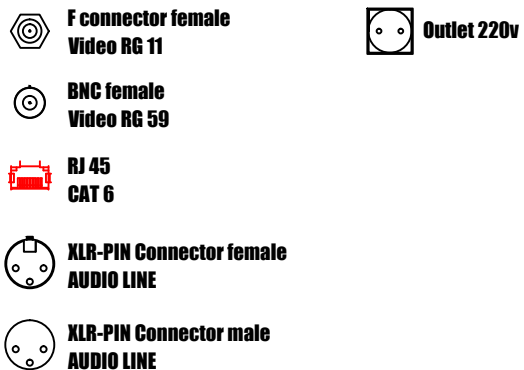 F connector female
Video RG 11
Outlet 220v
BNC female
Video RG 59
RJ 45
CAT 6
XLR-PIN Connector female
AUDIO LINE
XLR-PIN Connector male
AUDIO LINE